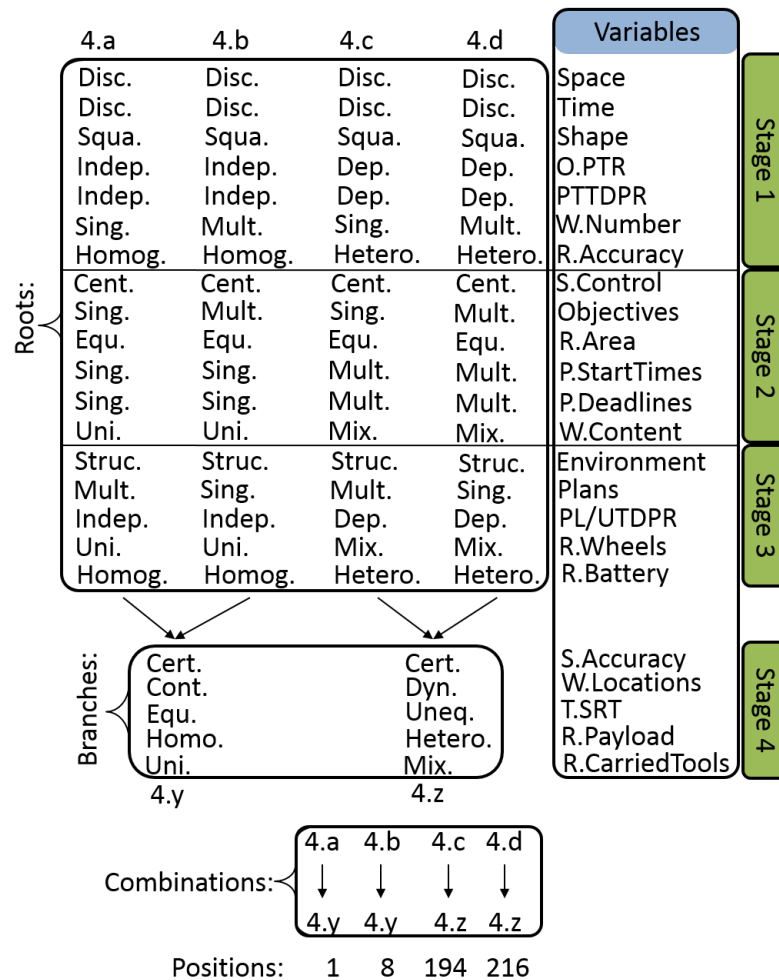 4.a 4.b 4.c 4.d Variables
Disc. Disc. Disc. Disc. Space
Disc. Disc. Disc. Disc. Time
Squa. Squa. Squa. Squa. Shape
Indep. Indep. Dep. Dep. O.PTR
Indep. Indep. Dep. Dep. PTTDPR
Sing. Mult. Sing. Mult. W.Number
Homog. Homog. Hetero. Hetero. R.Accuracy
Stage 1
Roots:
Cent. Cent. Cent. Cent. S.Control
Sing. Mult. Sing. Mult. Objectives
Equ. Equ. Equ. Equ. R.Area
Sing. Sing. Mult. Mult. P.StartTimes
Sing. Sing. Mult. Mult. P.Deadlines
Uni. Uni. Mix. Mix. W.Content
Stage 2
Struc. Struc. Struc. Struc. Environment
Mult. Sing. Mult. Sing. Plans
Indep. Indep. Dep. Dep. PL/UTDPR
Uni. Uni. Mix. Mix. R.Wheels
Homog. Homog. Hetero. Hetero. R.Battery
Stage 3
Branches:
Cert. Cert. S.Accuracy
Cont. Dyn. W.Locations
Equ. Uneq. T.SRT
Homo. Hetero. R.Payload
Uni. Mix. R.CarriedTools
Stage 4
4.y 4.z
4.a 4.b 4.c 4.d
Combinations:
4.y 4.y 4.z 4.z
Positions: 1 8 194 216